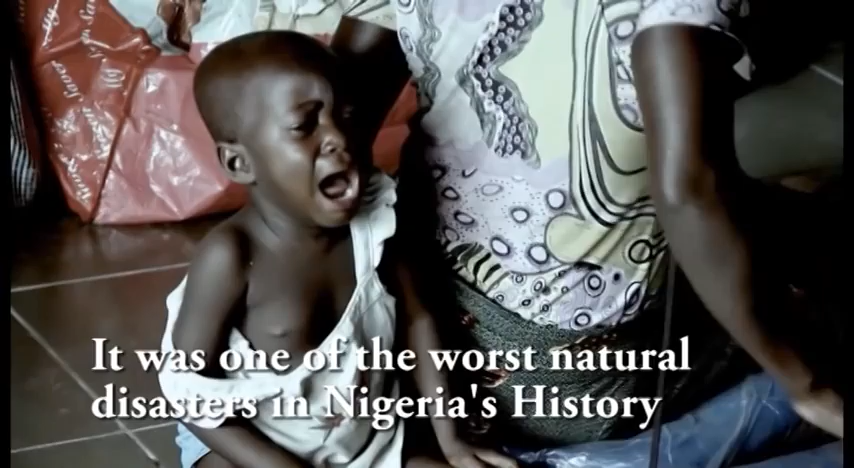 It was one of the worst natural
disasters in Nigeria's History